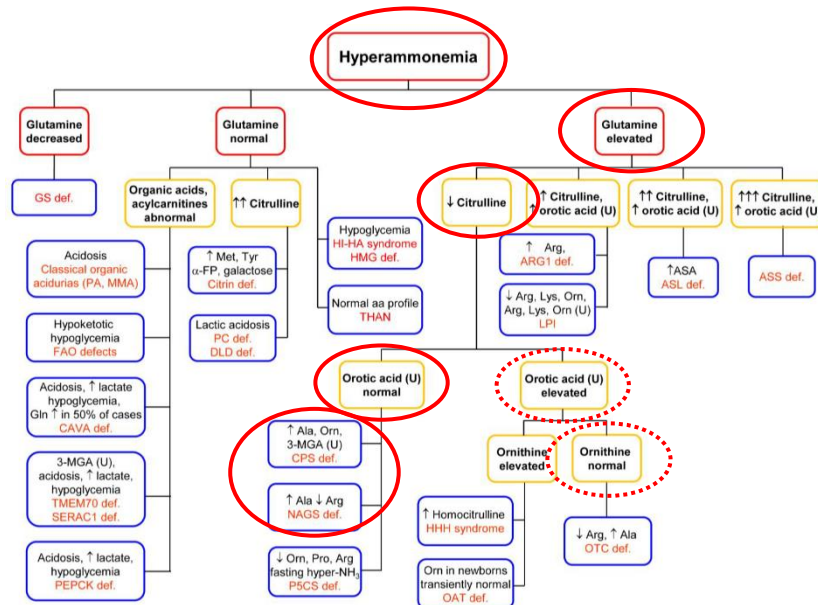 Hyperammonemia
Glutamine
decreased
Glutamine
normal
Glutamine
elevated
GS def.
Organic acids,
acylcarnitines
abnormal
↑↑ Citrulline
↓ Citrulline
↑ Citrulline,
↑ orotic acid (U)
↑↑ Citrulline,
↑ orotic acid (U)
↑↑↑ Citrulline,
↑ orotic acid (U)
Acidosis
Classical organic
acidurias (PA, MMA)
Hypoketotic
hypoglycemia
FAO defects
Acidosis, ↑ lactate
hypoglycemia,
Gln ↑ in 50% of cases
CAVA def.
3-MGA (U),
acidosis, ↑ lactate,
hypoglycemia
TMEM70 def.
SERAC1 def.
Acidosis, ↑ lactate,
hypoglycemia
PEPCK def.
↑ Met, Tyr
α-FP, galactose
Citrin def.
Lactic acidosis
PC def.
DLD def.
Hypoglycemia
HI-HA syndrome
HMG def.
Normal aa profile
THAN
↑ Arg,
ARG1 def.
↓ Arg, Lys, Orn,
Arg, Lys, Orn (U)
LPI
↑ASA
ASL def.
ASS def.
Orotic acid (U)
normal
Orotic acid (U)
elevated
↑ Ala, Orn,
3-MGA (U)
CPS def.
↑ Ala ↓ Arg
NAGS def.
↓ Orn, Pro, Arg
fasting hyper-NH₃
P5CS def.
Ornithine
elevated
Ornithine
normal
↑ Homocitrulline
HHH syndrome
Orn in newborns
transiently normal
OAT def.
↓ Arg, ↑ Ala
OTC def.